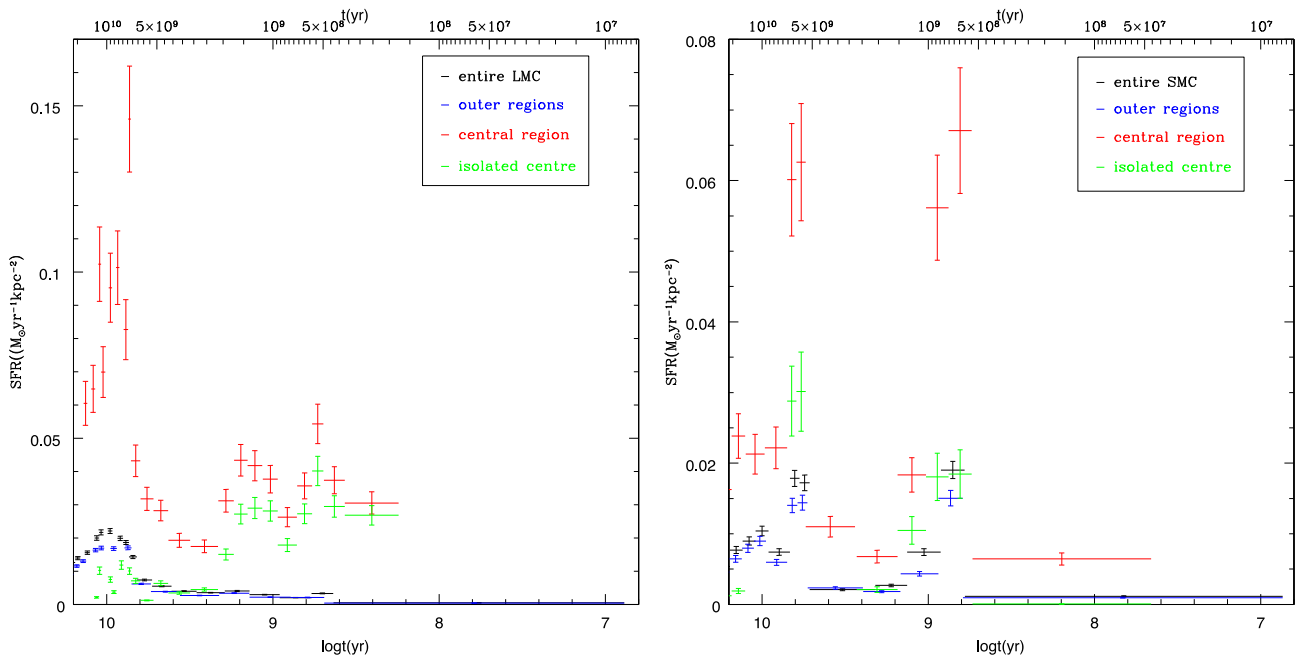 t(yr)
10¹⁰ 5×10⁹ 10⁹ 5×10⁸ 10⁸ 5×10⁷ 10⁷
entire LMC
outer regions
central region
isolated centre
0.15
0.1
0.05
0
SFR((M⊙yr⁻¹kpc⁻²)
10 9 8 7
logt(yr)
t(yr)
10¹⁰ 5×10⁹ 10⁹ 5×10⁸ 10⁸ 5×10⁷ 10⁷
entire SMC
outer regions
central region
isolated centre
0.08
0.06
0.04
0.02
0
SFR(M⊙yr⁻¹kpc⁻²)
10 9 8 7
logt(yr)